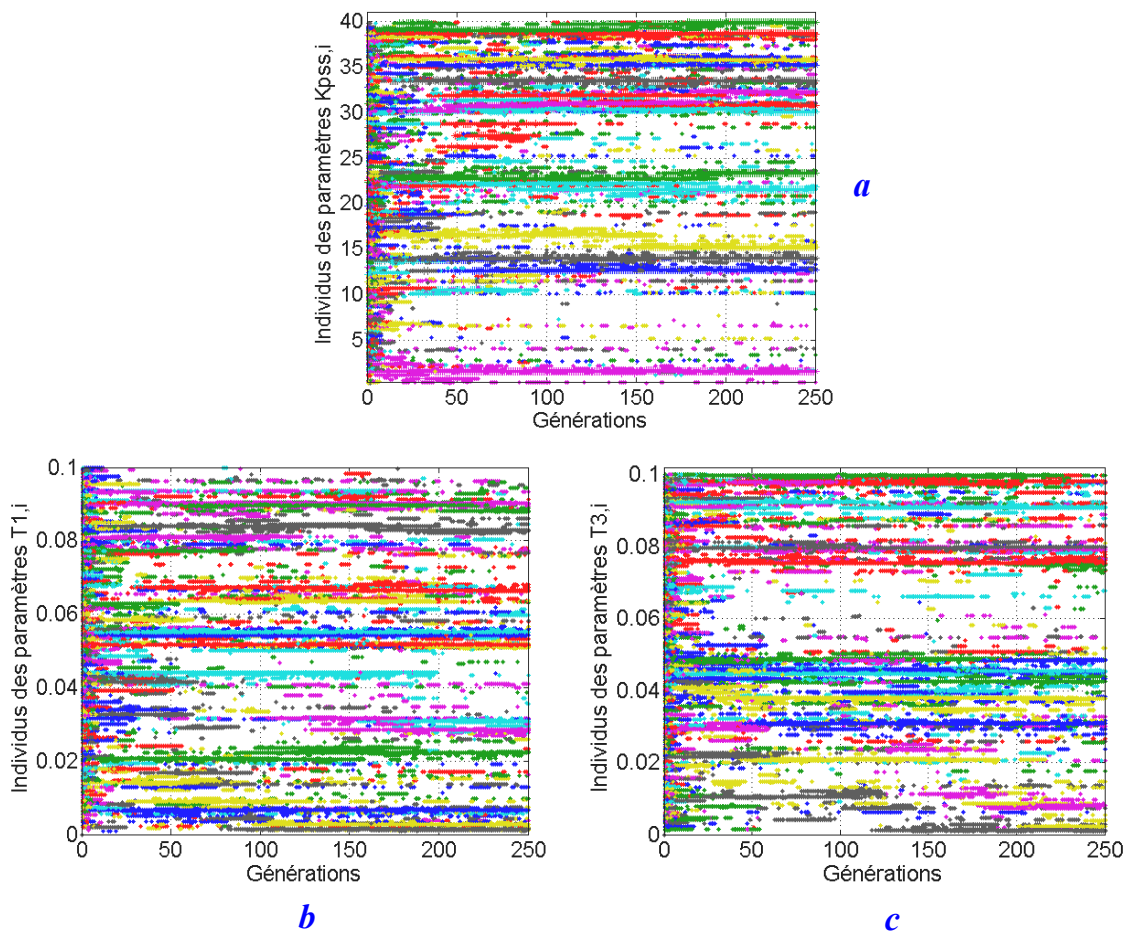 40
35
30
25
20
15
10
5
Individus des paramètres Kpss,i
0 50 100 150 200 250
Générations
a
0.1
0.08
0.06
0.04
0.02
0
Individus des paramètres T1,i
0 50 100 150 200 250
Générations
b
0.1
0.08
0.06
0.04
0.02
0
Individus des paramètres T3,i
0 50 100 150 200 250
Générations
c